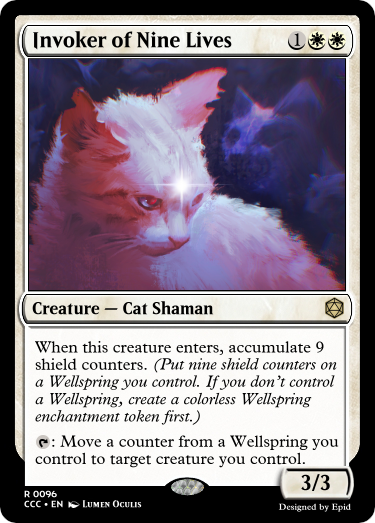 Invoker of Nine Lives 1
Creature — Cat Shaman
When this creature enters, accumulate 9
shield counters. (Put nine shield counters on
a Wellspring you control. If you don't control
a Wellspring, create a colorless Wellspring
enchantment token first.)
: Move a counter from a Wellspring you
control to target creature you control.
3/3
R 0096
CCC • EN Lumen Oculis
Designed by Epid